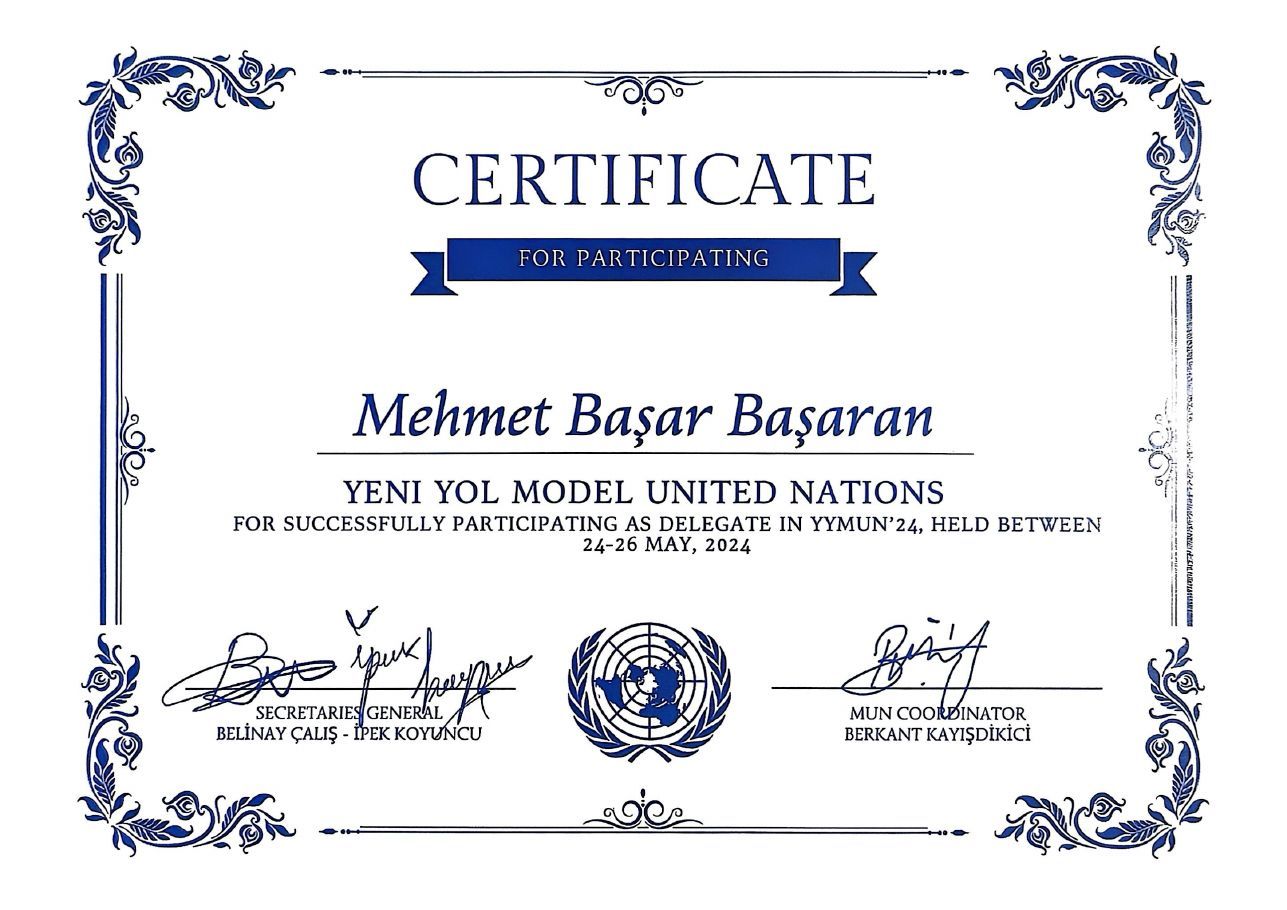 CERTIFICATE
FOR PARTICIPATING
Mehmet Başar Başaran
YENI YOL MODEL UNITED NATIONS
FOR SUCCESSFULLY PARTICIPATING AS DELEGATE IN YYMUN'24, HELD BETWEEN
24-26 MAY, 2024
SECRETARIES GENERAL
BELİNAY ÇALIŞ - İPEK KOYUNCU
MUN COORDINATOR
BERKANT KAYIŞDİKİCİ